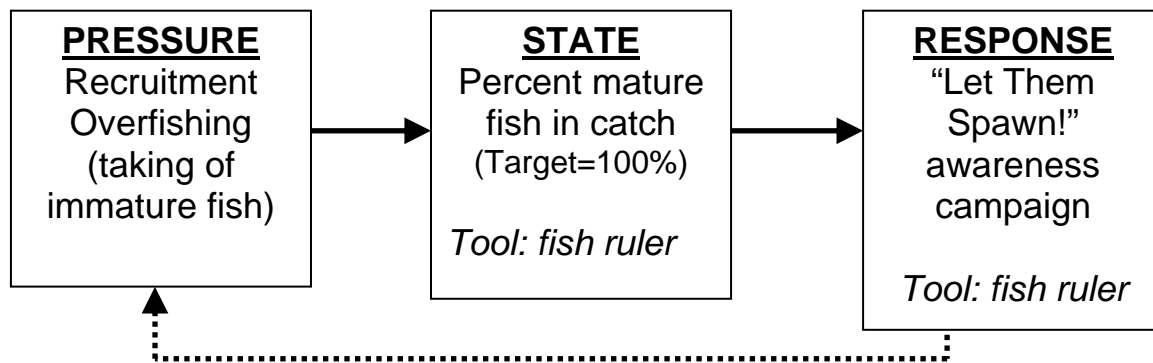 PRESSURE
Recruitment
Overfishing
(taking of
immature fish)
STATE
Percent mature
fish in catch
(Target=100%)
Tool: fish ruler
RESPONSE
“Let Them
Spawn!”
awareness
campaign
Tool: fish ruler